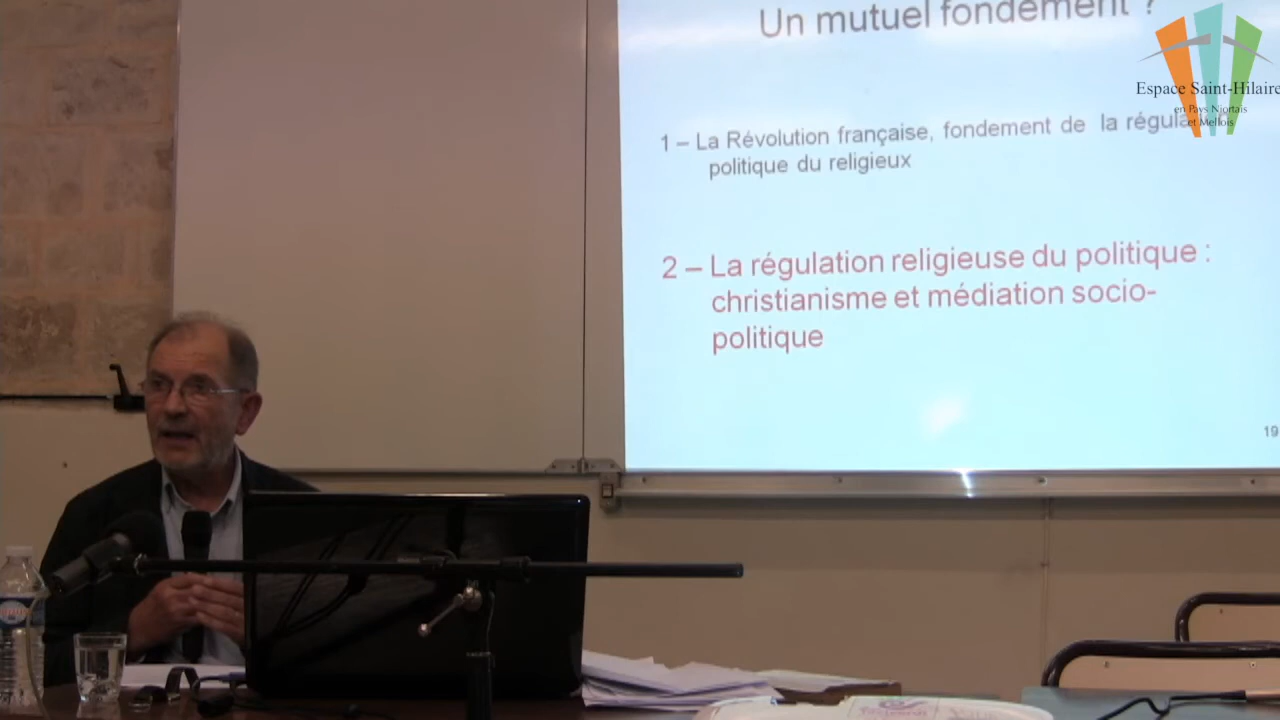 Un mutuel fondement ?
Espace Saint-Hilaire
en Pays Niortais
et Mellois
1 – La Révolution française, fondement de la
politique du religieux
2 – La régulation religieuse du politique :
christianisme et médiation socio-
politique
19